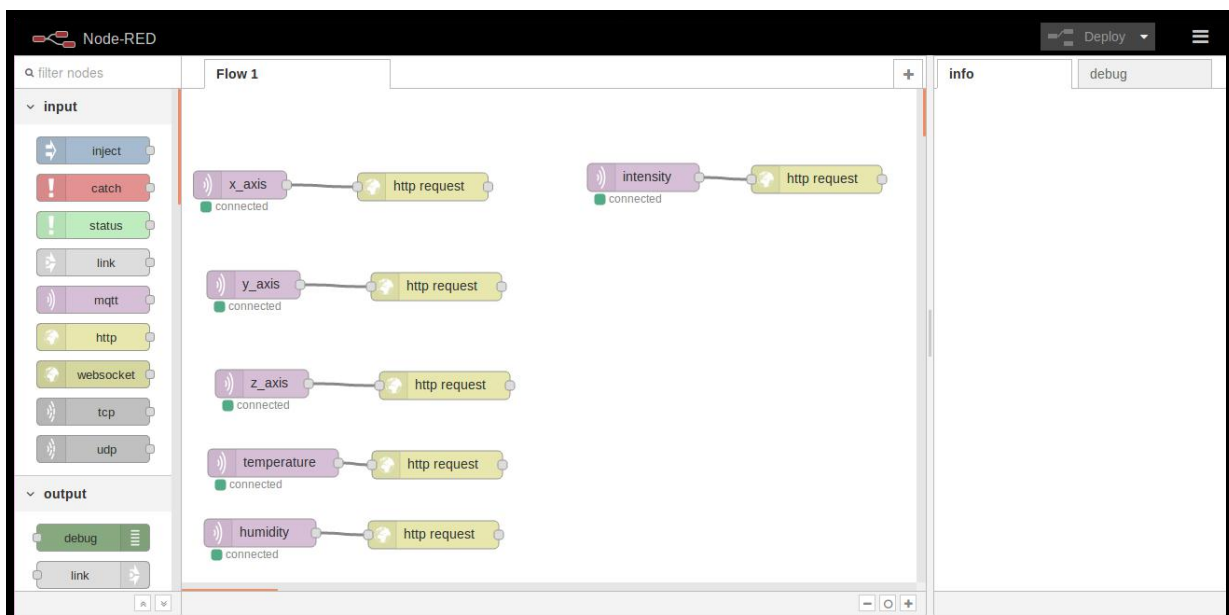 Node-RED
Deploy
filter nodes
Flow 1
info
debug
input
inject
catch
status
link
mqtt
http
websocket
tcp
udp
output
debug
link
x_axis
connected
http request
intensity
connected
http request
y_axis
connected
http request
z_axis
connected
http request
temperature
connected
http request
humidity
connected
http request